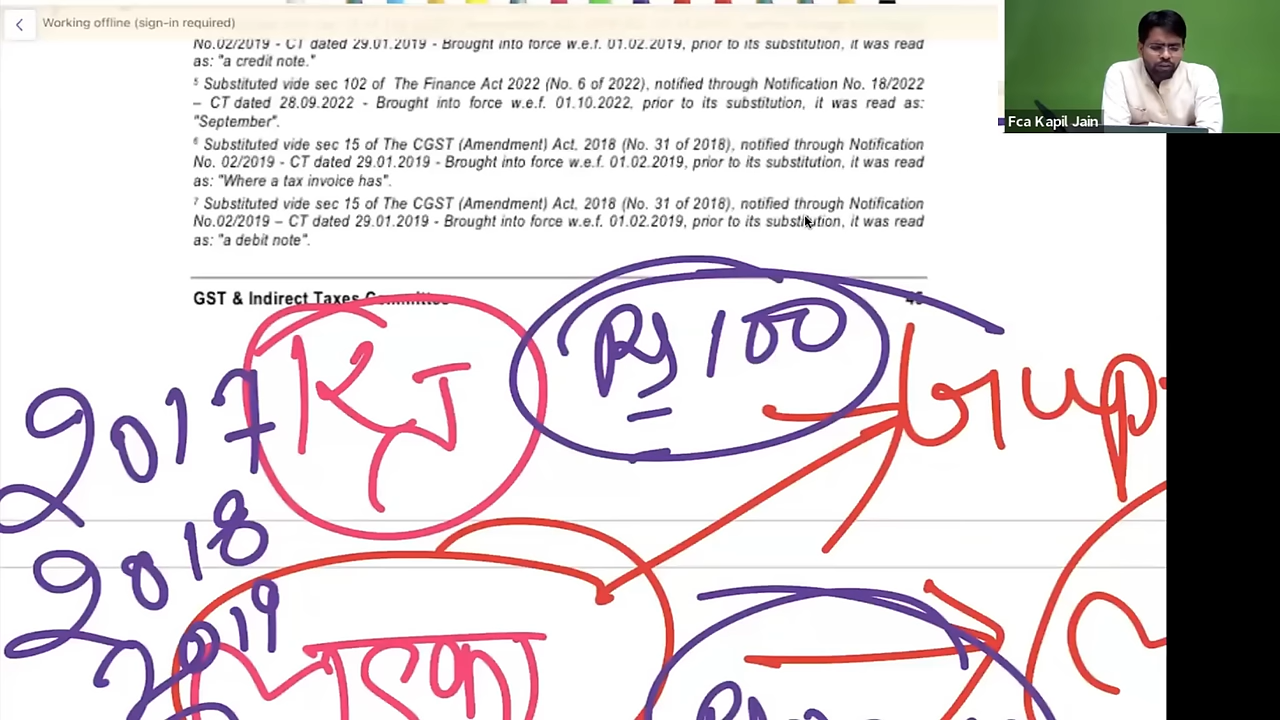 Working offline (sign-in required)
No.02/2019 - CT dated 29.01.2019 - Brought into force w.e.f. 01.02.2019, prior to its substitution, it was read
as: "a credit note."
5 Substituted vide sec 102 of The Finance Act 2022 (No. 6 of 2022), notified through Notification No. 18/2022
– CT dated 28.09.2022 - Brought into force w.e.f. 01.10.2022, prior to its substitution, it was read as:
"September".
6 Substituted vide sec 15 of The CGST (Amendment) Act, 2018 (No. 31 of 2018), notified through Notification
No. 02/2019 - CT dated 29.01.2019 - Brought into force w.e.f. 01.02.2019, prior to its substitution, it was read
as: "Where a tax invoice has".
7 Substituted vide sec 15 of The CGST (Amendment) Act, 2018 (No. 31 of 2018), notified through Notification
No.02/2019 – CT dated 29.01.2019 - Brought into force w.e.f. 01.02.2019, prior to its substitution, it was read
as: "a debit note".
Fca Kapil Jain
GST & Indirect Taxes Committee
Rs 100
2017
2018
2019